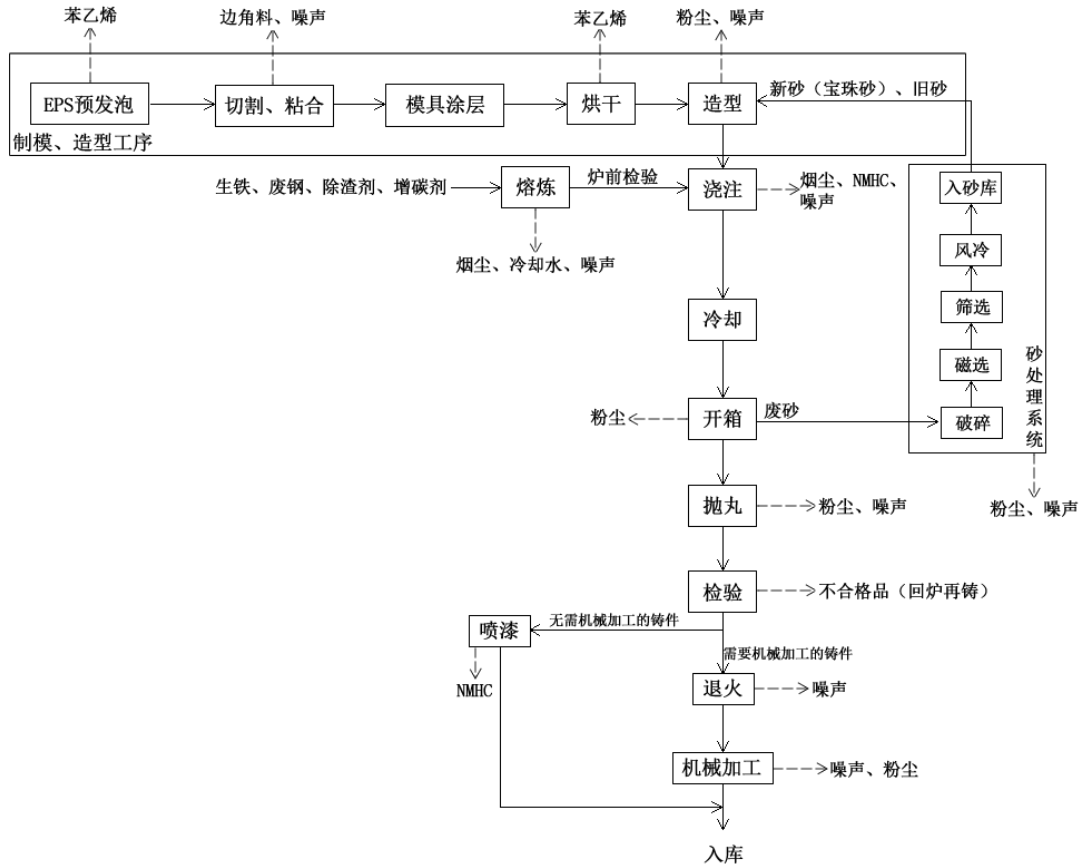 苯乙烯
边角料、噪声
苯乙烯
粉尘、噪声
EPS预发泡
切割、粘合
模具涂层
烘干
造型
新砂（宝珠砂）、旧砂
制模、造型工序
生铁、废钢、除渣剂、增碳剂
熔炼
炉前检验
浇注
烟尘、NMHC、
噪声
烟尘、冷却水、噪声
入砂库
风冷
筛选
磁选
破碎
砂处理系统
粉尘、噪声
冷却
粉尘
开箱
废砂
抛丸
粉尘、噪声
检验
不合格品（回炉再铸）
无需机械加工的铸件
喷漆
NMHC
需要机械加工的铸件
退火
噪声
机械加工
噪声、粉尘
入库